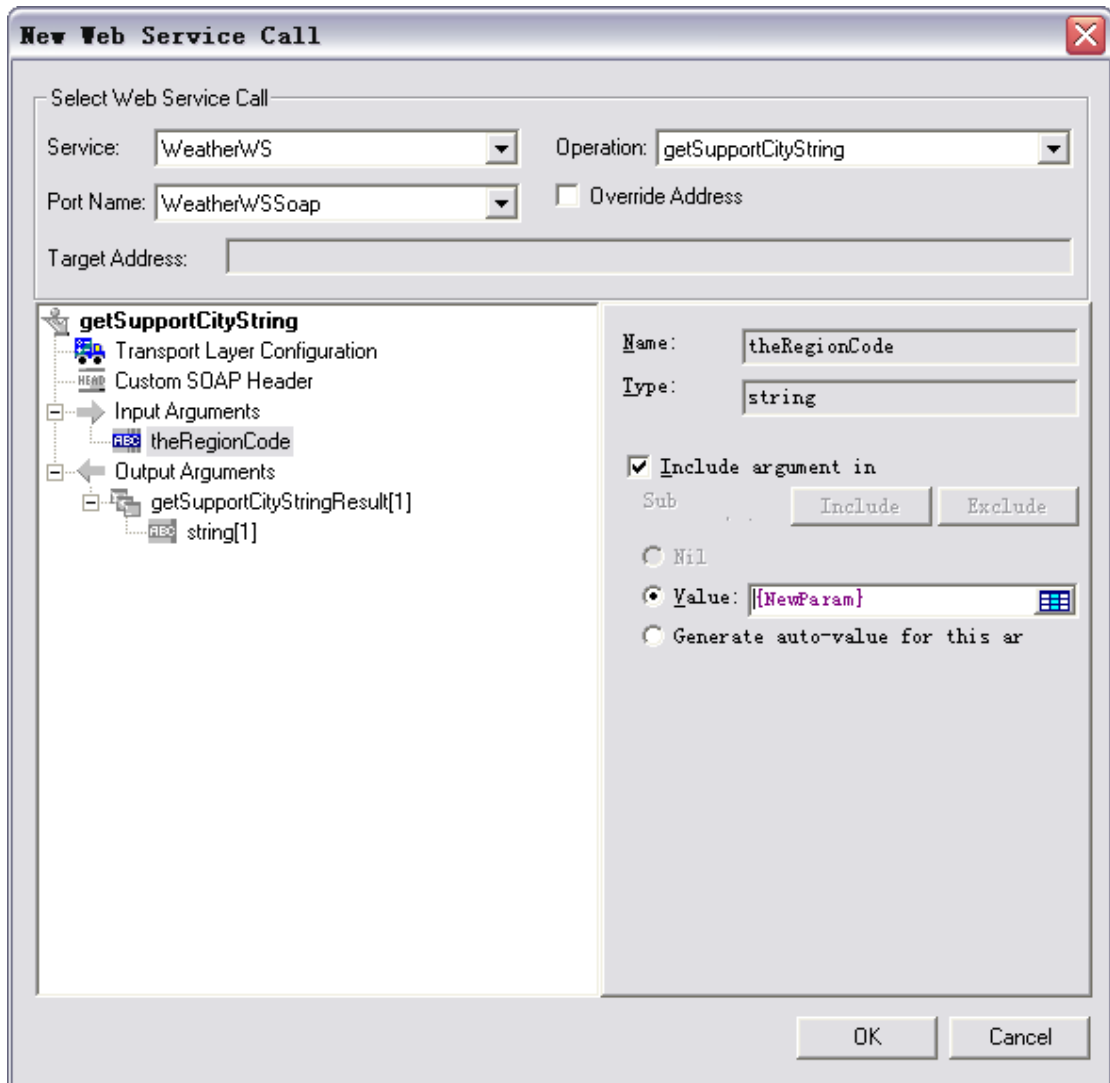 New Web Service Call
Select Web Service Call
Service: WeatherWS Operation: getSupportCityString
Port Name: WeatherWSSoap Override Address
Target Address:
getSupportCityString
Transport Layer Configuration
HEAD Custom SOAP Header
Input Arguments
ABC theRegionCode
Output Arguments
getSupportCityStringResult[1]
ABC string[1]
Name: theRegionCode
Type: string
Include argument in
Sub Include Exclude
Nil
Value: {NewParam}
Generate auto-value for this ar
OK Cancel